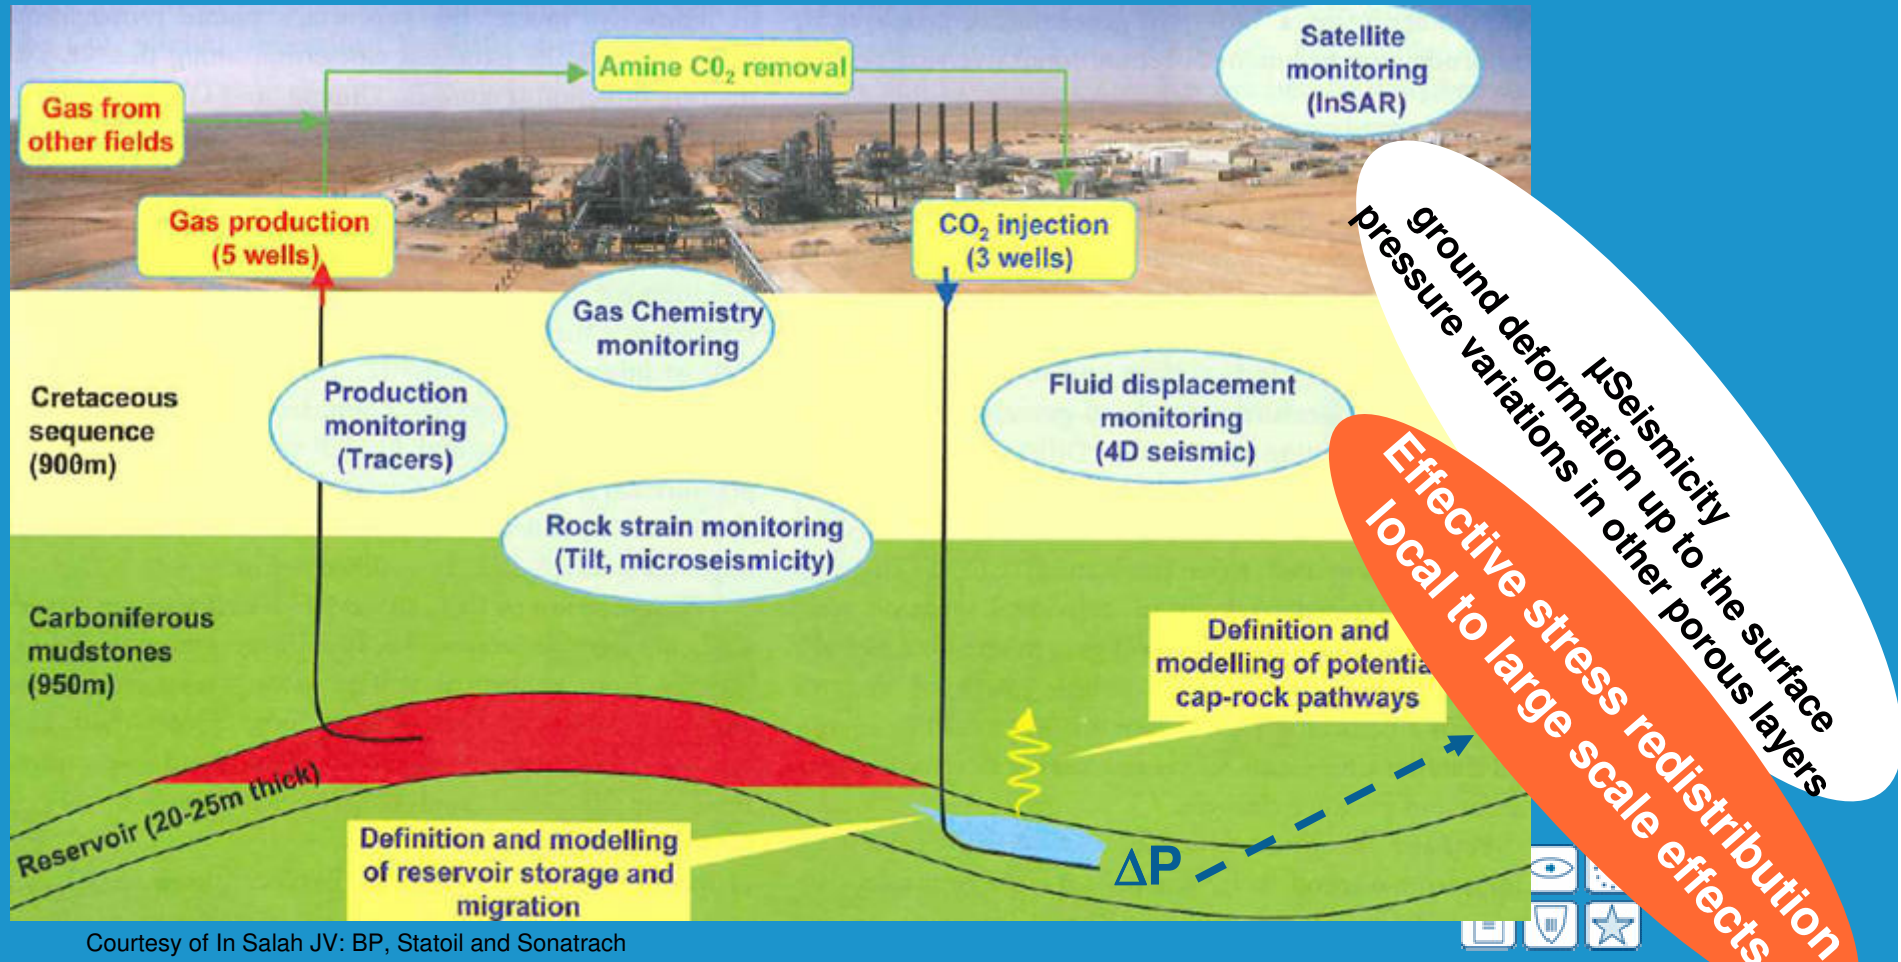 Gas from
other fields
Amine C0₂ removal
Satellite
monitoring
(InSAR)
Gas production
(5 wells)
CO₂ injection
(3 wells)
Gas Chemistry
monitoring
Cretaceous
sequence
(900m)
Production
monitoring
(Tracers)
Fluid displacement
monitoring
(4D seismic)
Rock strain monitoring
(Tilt, microseismicity)
Carboniferous
mudstones
(950m)
Definition and
modelling of potentia
cap-rock pathways
Reservoir (20-25m thick)
Definition and modelling
of reservoir storage and
migration
ΔP
µSeismicity
ground deformation up to the surface
pressure variations in other porous layers
Effective stress redistribution
local to large scale effects
Courtesy of In Salah JV: BP, Statoil and Sonatrach